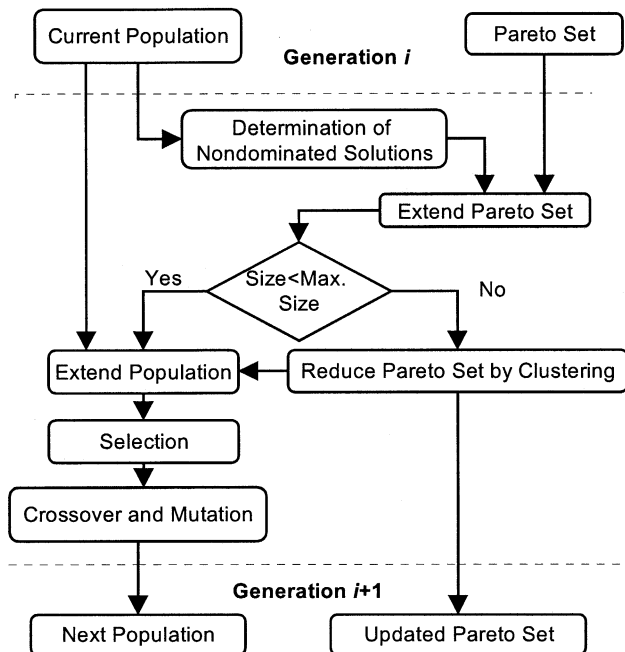 Current Population
Pareto Set
Generation i
Determination of
Nondominated Solutions
Extend Pareto Set
Yes
Size<Max.
Size
No
Extend Population
Reduce Pareto Set by Clustering
Selection
Crossover and Mutation
Generation i+1
Next Population
Updated Pareto Set